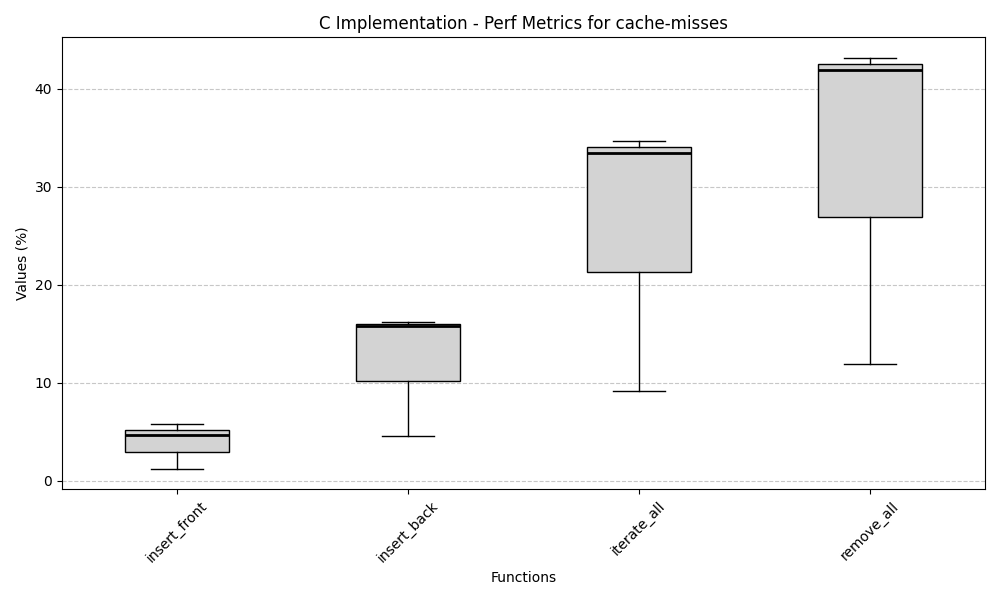 C Implementation - Perf Metrics for cache-misses
Values (%)
40
30
20
10
0
insert_front
insert_back
iterate_all
remove_all
Functions